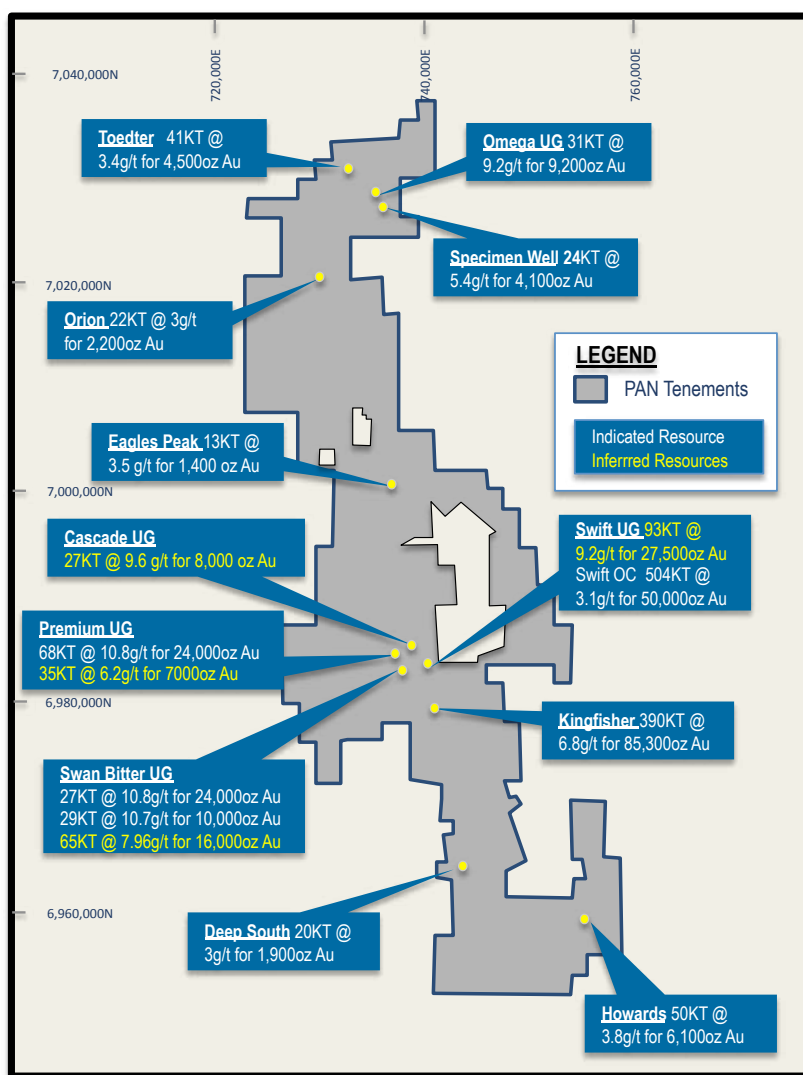 720,000E
740,000E
760,000E
7,040,000N
Toedter 41KT @
3.4g/t for 4,500oz Au
Omega UG 31KT @
9.2g/t for 9,200oz Au
Specimen Well 24KT @
5.4g/t for 4,100oz Au
7,020,000N
Orion 22KT @ 3g/t
for 2,200oz Au
LEGEND
PAN Tenements
Indicated Resource
Inferrred Resources
Eagles Peak 13KT @
3.5 g/t for 1,400 oz Au
7,000,000N
Cascade UG
27KT @ 9.6 g/t for 8,000 oz Au
Swift UG 93KT @
9.2g/t for 27,500oz Au
Swift OC 504KT @
3.1g/t for 50,000oz Au
Premium UG
68KT @ 10.8g/t for 24,000oz Au
35KT @ 6.2g/t for 7000oz Au
6,980,000N
Kingfisher 390KT @
6.8g/t for 85,300oz Au
Swan Bitter UG
27KT @ 10.8g/t for 24,000oz Au
29KT @ 10.7g/t for 10,000oz Au
65KT @ 7.96g/t for 16,000oz Au
6,960,000N
Deep South 20KT @
3g/t for 1,900oz Au
Howards 50KT @
3.8g/t for 6,100oz Au